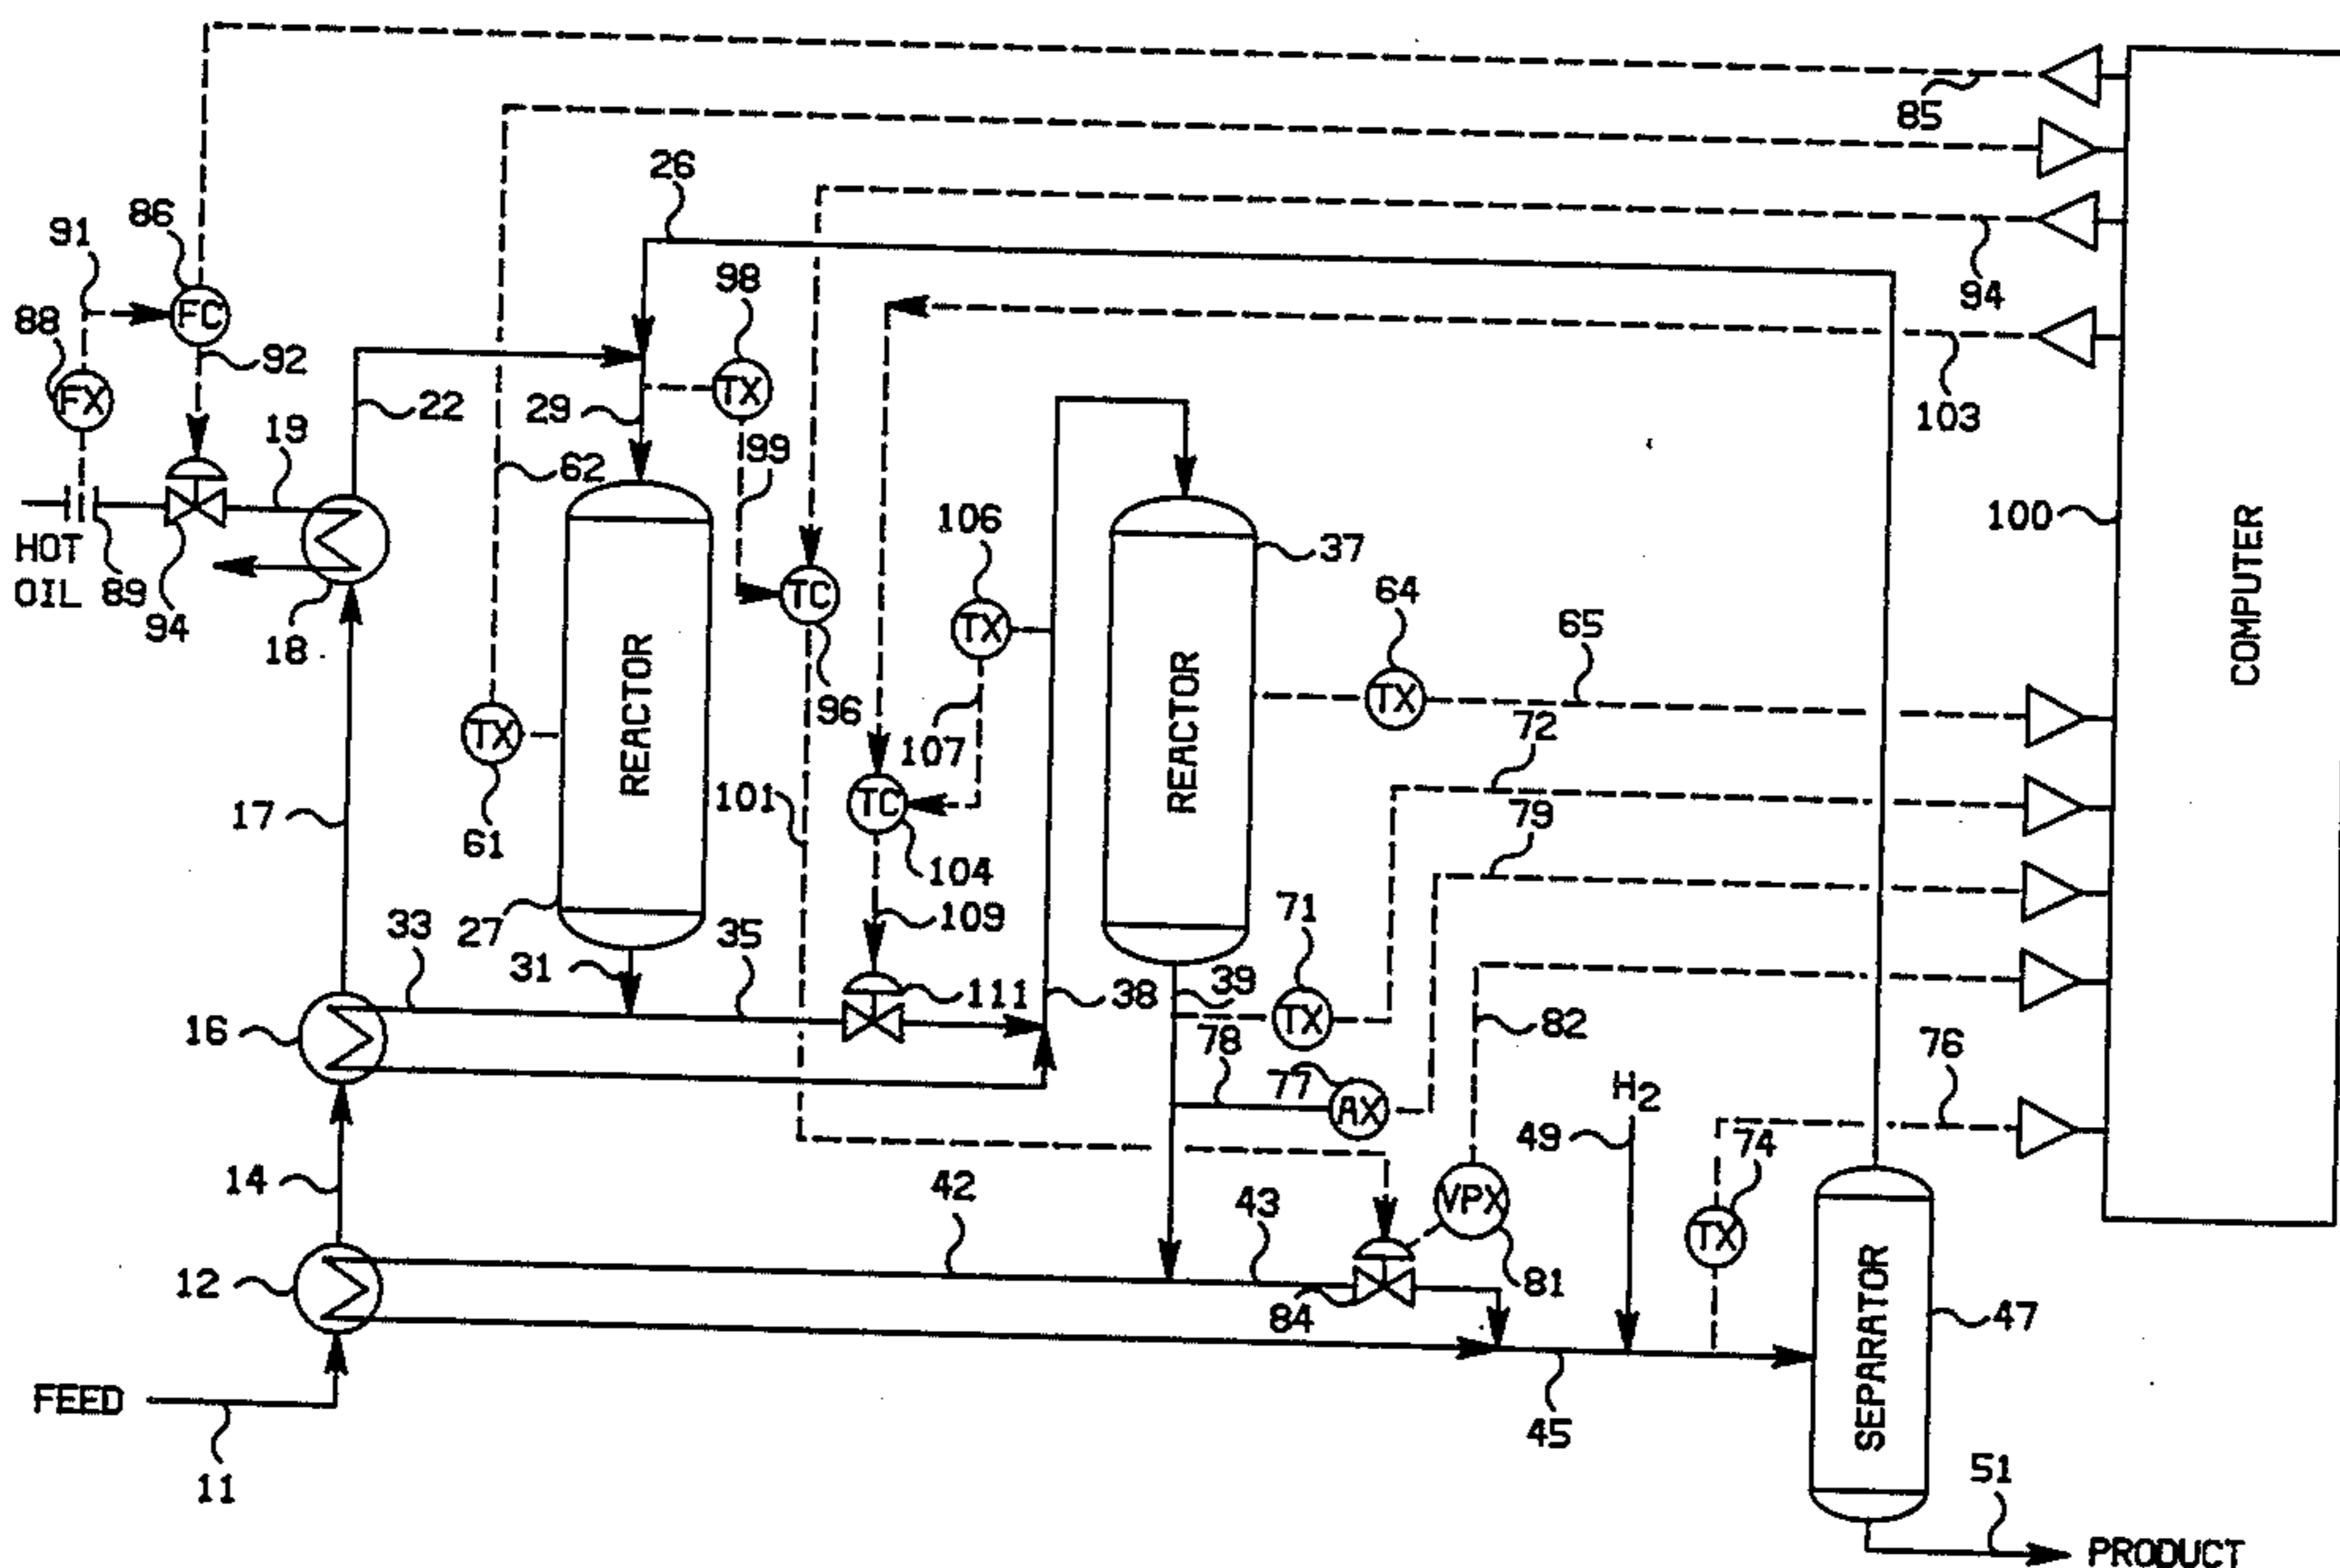 85
26
94
86
91
98
88
FC
103
92
TX
FX
22
29
19
99
62
100
COMPUTER
106
37
HOT
OIL
89
94
18
TC
TX
64
65
REACTOR
96
TX
72
TX
107
REACTOR
79
17
101
TC
61
104
71
27
109
33
35
31
39
111
38
TX
82
16
78
76
77
AX
H2
74
49
14
42
43
VPX
TX
12
81
84
47
SEPARATOR
FEED
45
11
51
PRODUCT